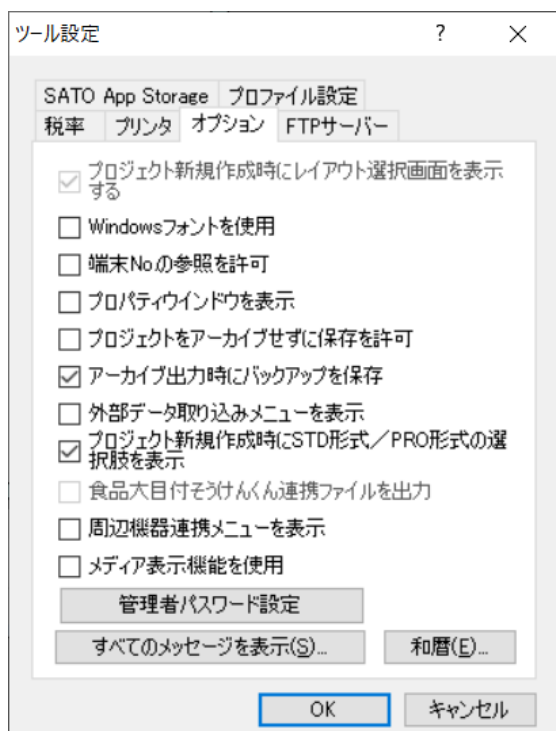 ツール設定
?
SATO App Storage プロファイル設定
税率 プリンタ オプション FTPサーバー
プロジェクト新規作成時にレイアウト選択画面を表示
する
Windowsフォントを使用
端末No.の参照を許可
プロパティウインドウを表示
プロジェクトをアーカイブせずに保存を許可
アーカイブ出力時にバックアップを保存
外部データ取り込みメニューを表示
プロジェクト新規作成時にSTD形式／PRO形式の選
択肢を表示
食品大目付そうけんくん連携ファイルを出力
周辺機器連携メニューを表示
メディア表示機能を使用
管理者パスワード設定
すべてのメッセージを表示(S)... 和暦(E)...
OK キャンセル